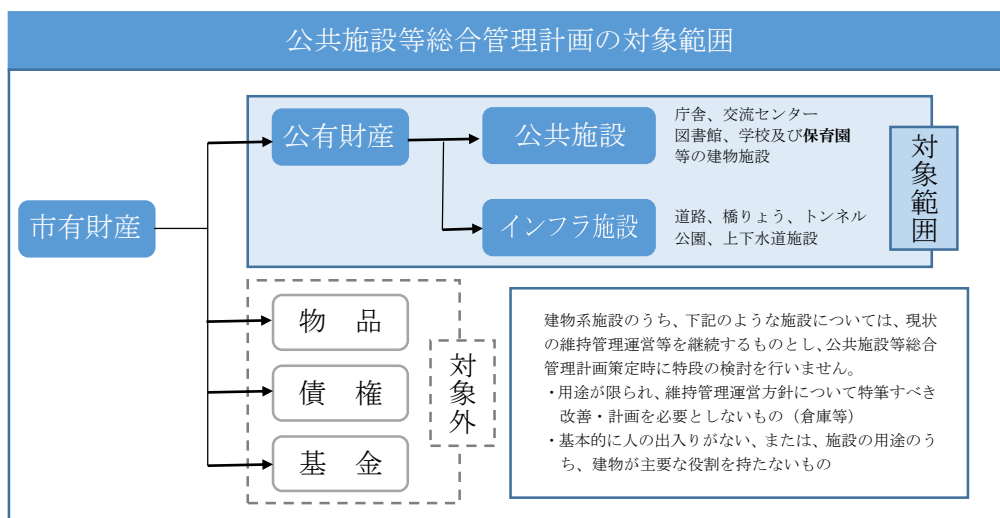 公共施設等総合管理計画の対象範囲
市有財産
公有財産
公共施設
庁舎、交流センター
図書館、学校及び保育園
等の建物施設
インフラ施設
道路、橋りょう、トンネル
公園、上下水道施設
対象範囲
物　品
債　権
基　金
対象外
建物系施設のうち、下記のような施設については、現状
の維持管理運営等を継続するものとし、公共施設等総合
管理計画策定時に特段の検討を行いません。
・用途が限られ、維持管理運営方針について特筆すべき
改善・計画を必要としないもの（倉庫等）
・基本的に人の出入りがない、または、施設の用途のう
ち、建物が主要な役割を持たないもの